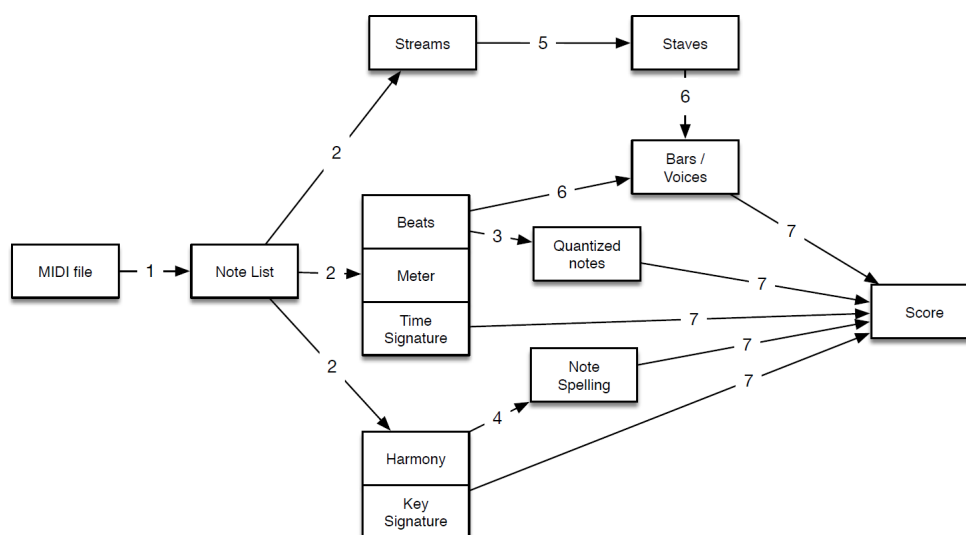 Streams
5
Staves
6
2
Bars /
Voices
Beats
6
3
Quantized
notes
7
MIDI file
1
Note List
2
Meter
7
Time
Signature
7
Score
2
Note
Spelling
7
7
4
Harmony
Key
Signature